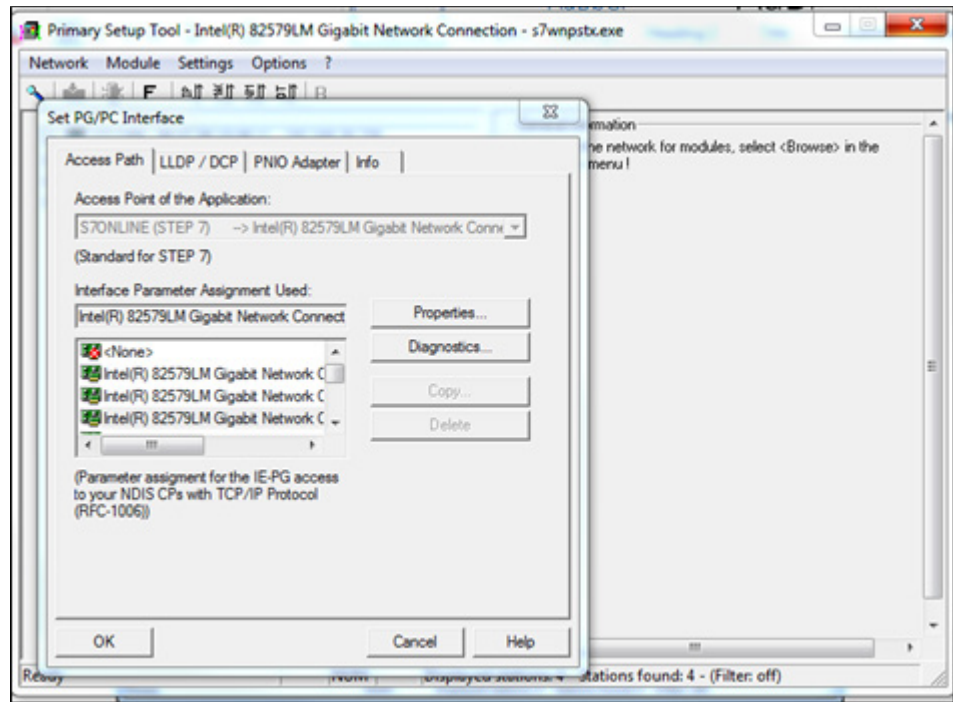 Primary Setup Tool - Intel(R) 82579LM Gigabit Network Connection - s7wnpstx.exe
Network Module Settings Options ?
F
Set PG/PC Interface
Access Path LLDP / DCP PNIO Adapter Info
Access Point of the Application:
S7ONLINE (STEP 7) --> Intel(R) 82579LM Gigabit Network Conne
(Standard for STEP 7)
Interface Parameter Assignment Used:
Intel(R) 82579LM Gigabit Network Connect
Properties...
<None>
Diagnostics...
Intel(R) 82579LM Gigabit Network C
Intel(R) 82579LM Gigabit Network C
Copy...
Intel(R) 82579LM Gigabit Network C
Delete
(Parameter assigment for the IE-PG access
to your NDIS CPs with TCP/IP Protocol
(RFC-1006))
OK Cancel Help
rmation
he network for modules, select <Browse> in the
menu !
Ready NUM Displayed stations: 4 - Stations found: 4 - (Filter: off)